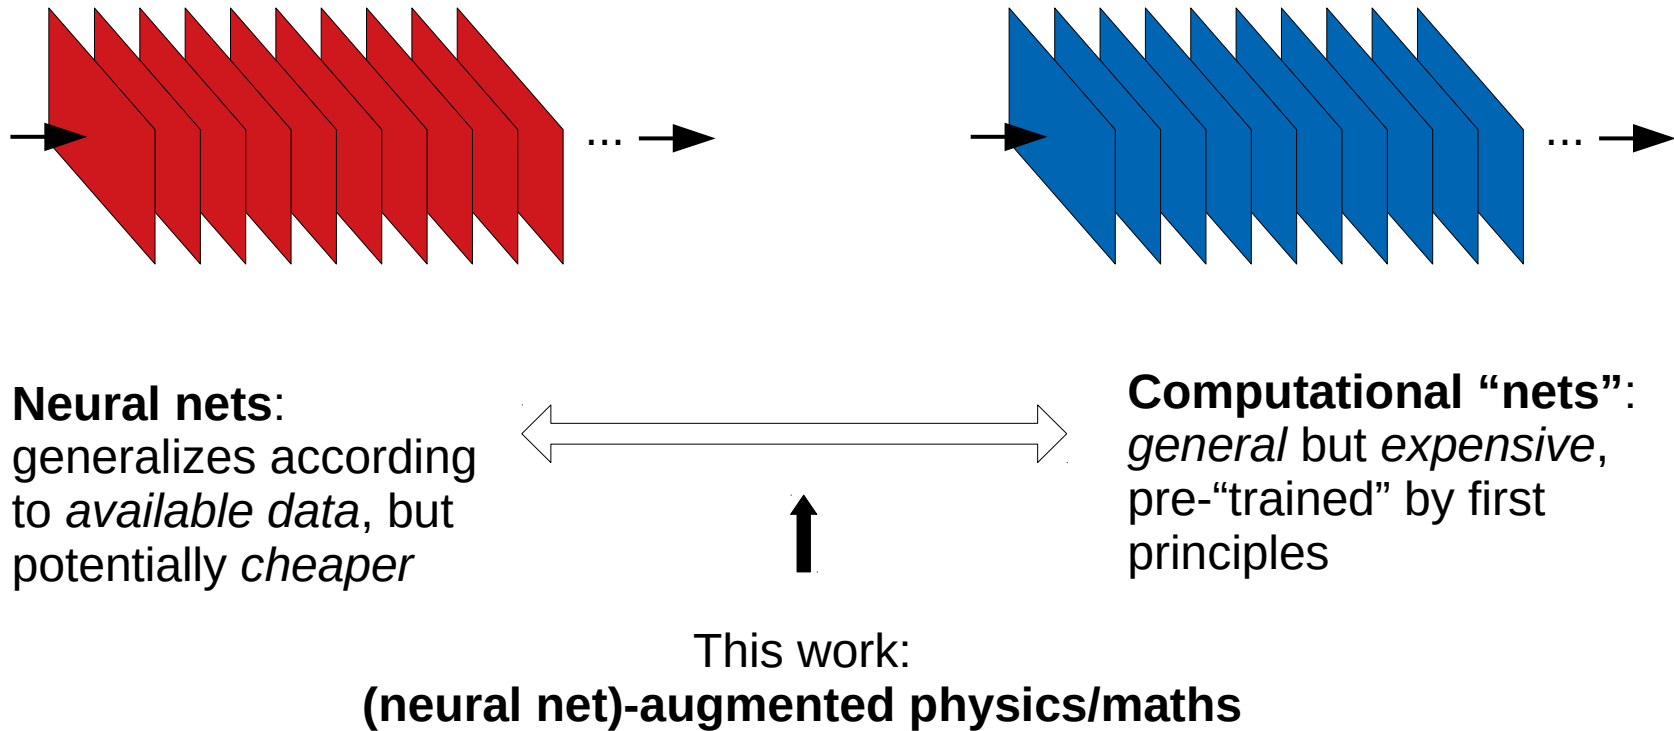 ...
...
Neural nets:
generalizes according
to available data, but
potentially cheaper
Computational “nets”:
general but expensive,
pre-“trained” by first
principles
This work:
(neural net)-augmented physics/maths